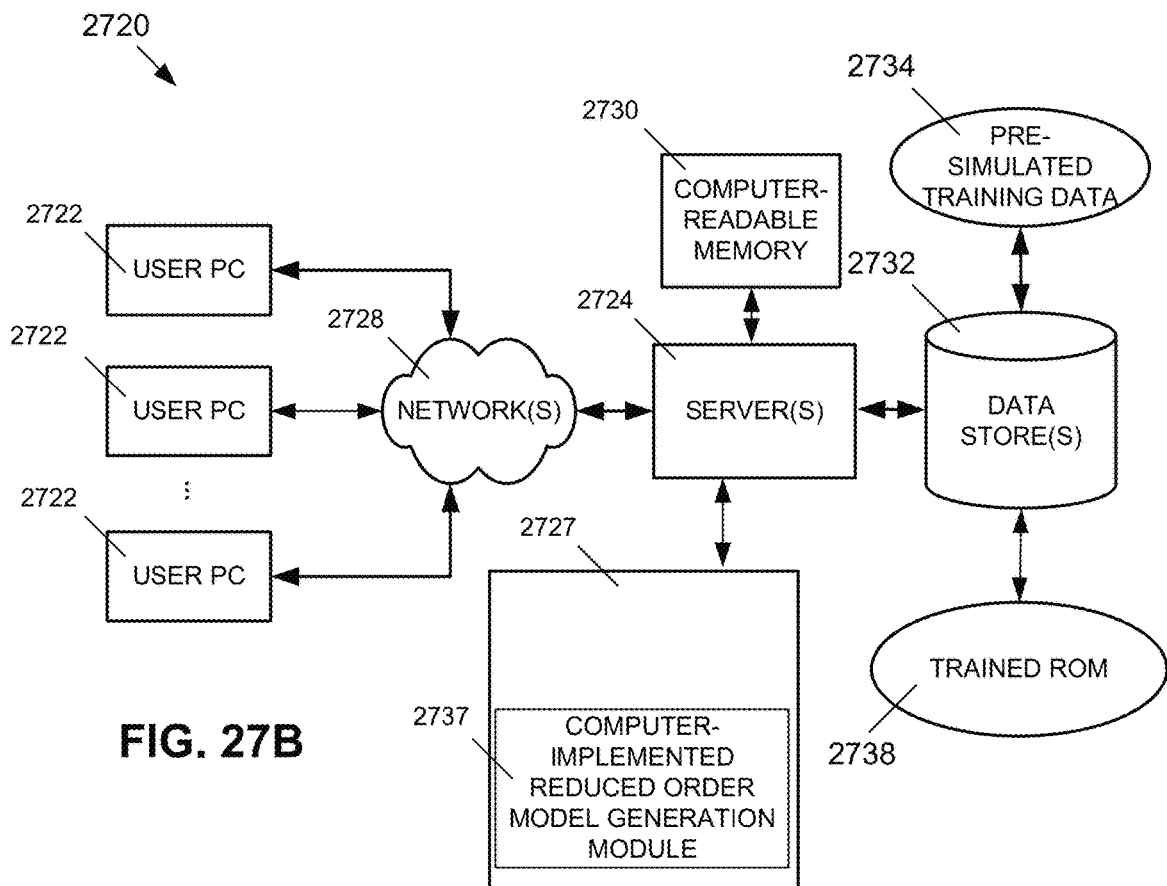 2720
2734
2730
PRE-
SIMULATED
TRAINING DATA
COMPUTER-
READABLE
MEMORY
2722
USER PC
2732
2724
2728
2722
USER PC
NETWORK(S)
SERVER(S)
DATA
STORE(S)
...
2722
USER PC
2727
TRAINED ROM
2737
COMPUTER-
IMPLEMENTED
REDUCED ORDER
MODEL GENERATION
MODULE
FIG. 27B
2738